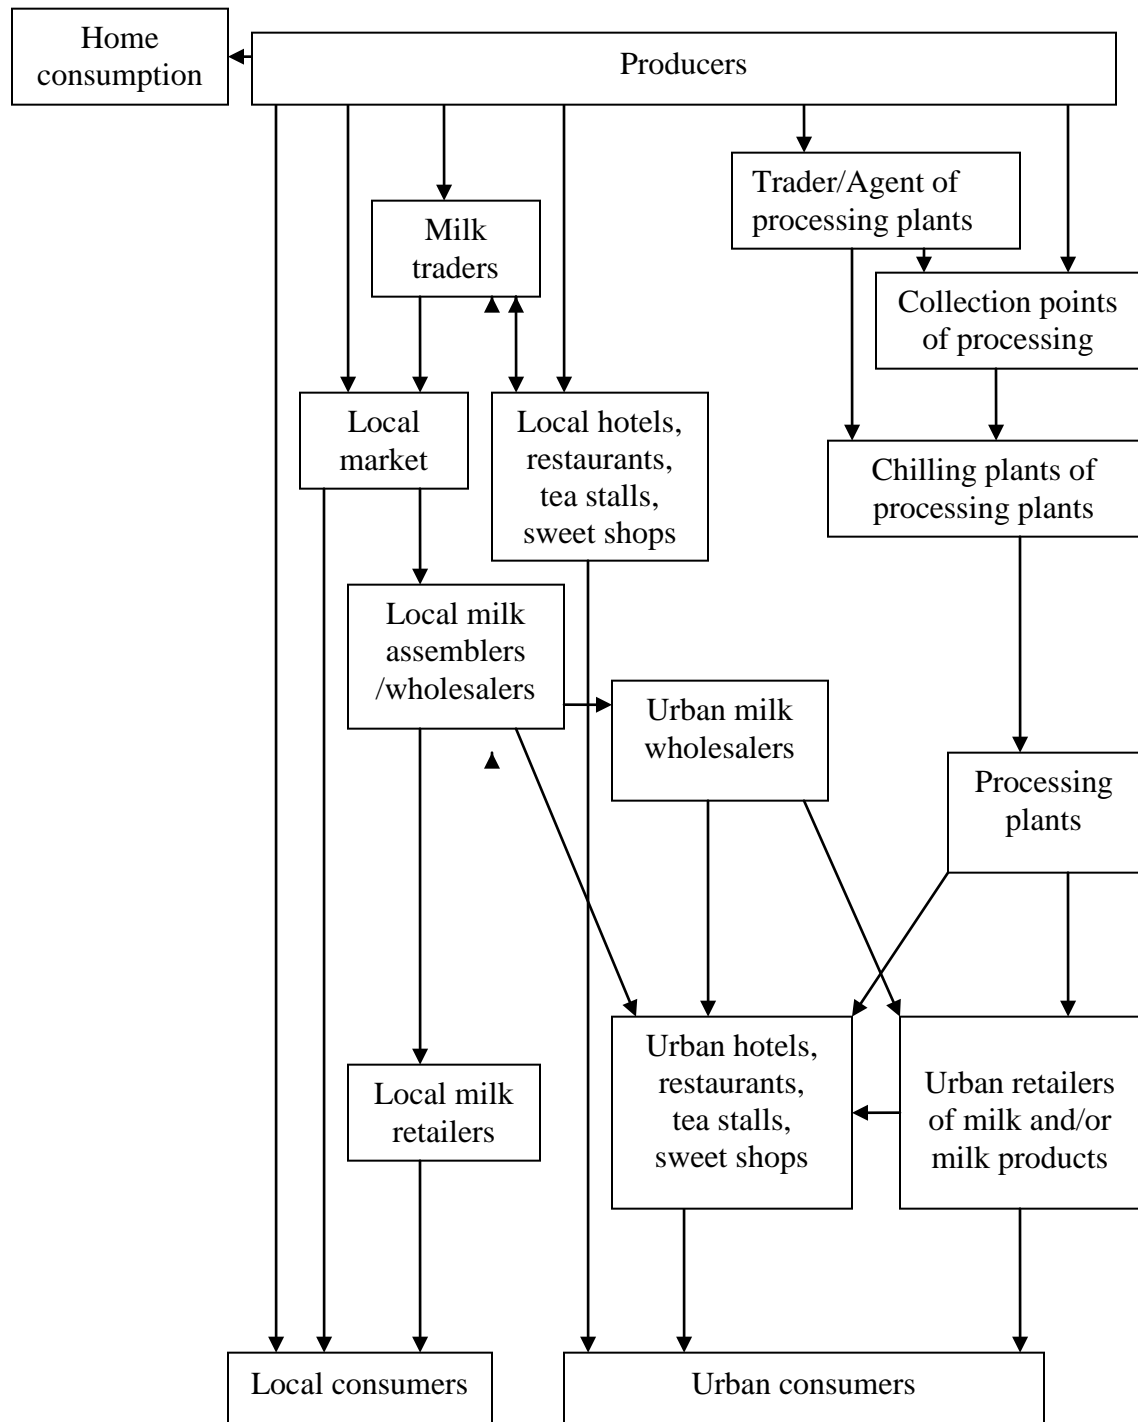 Home
consumption
Producers
Trader/Agent of
processing plants
Milk
traders
Collection points
of processing
Local
market
Local hotels,
restaurants,
tea stalls,
sweet shops
Chilling plants of
processing plants
Local milk
assemblers
/wholesalers
Urban milk
wholesalers
Processing
plants
Urban hotels,
restaurants,
tea stalls,
sweet shops
Urban retailers
of milk and/or
milk products
Local milk
retailers
Local consumers
Urban consumers